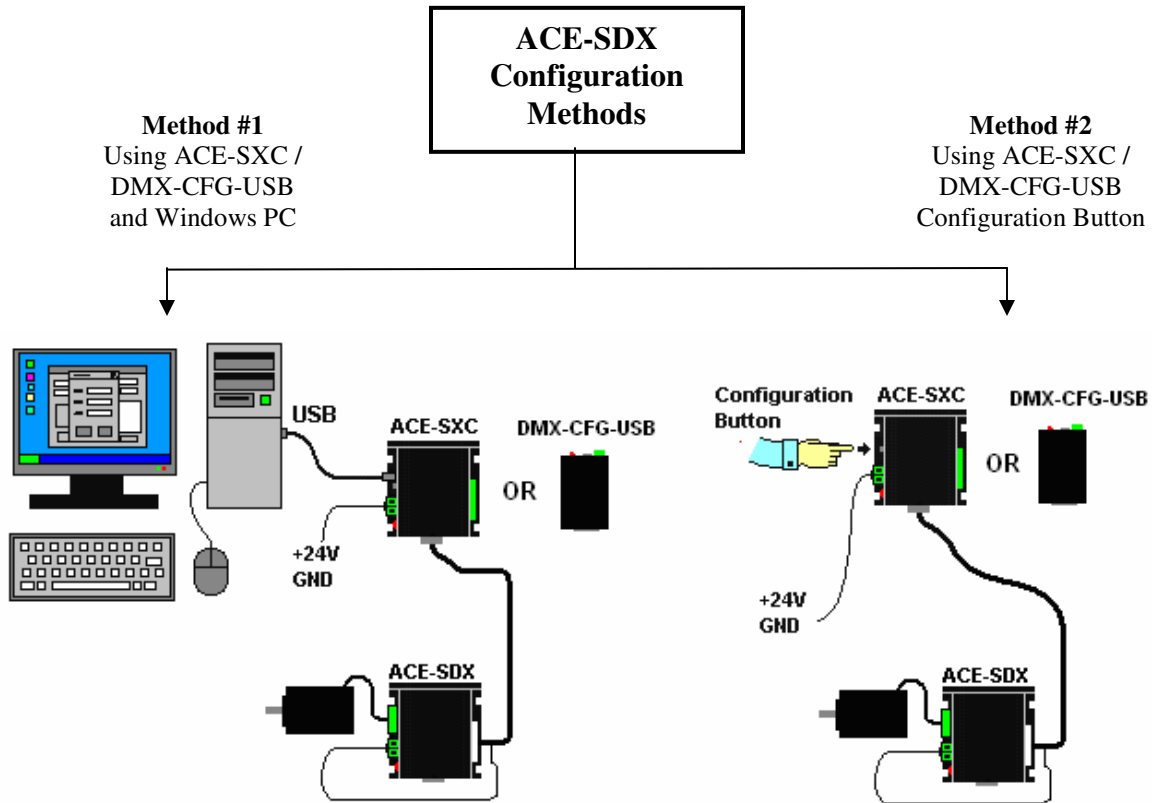 ACE-SDX
Configuration
Methods
Method #1
Using ACE-SXC /
DMX-CFG-USB
and Windows PC
Method #2
Using ACE-SXC /
DMX-CFG-USB
Configuration Button
USB
ACE-SXC
DMX-CFG-USB
OR
+24V
GND
ACE-SDX
Configuration
Button
ACE-SXC
DMX-CFG-USB
OR
+24V
GND
ACE-SDX